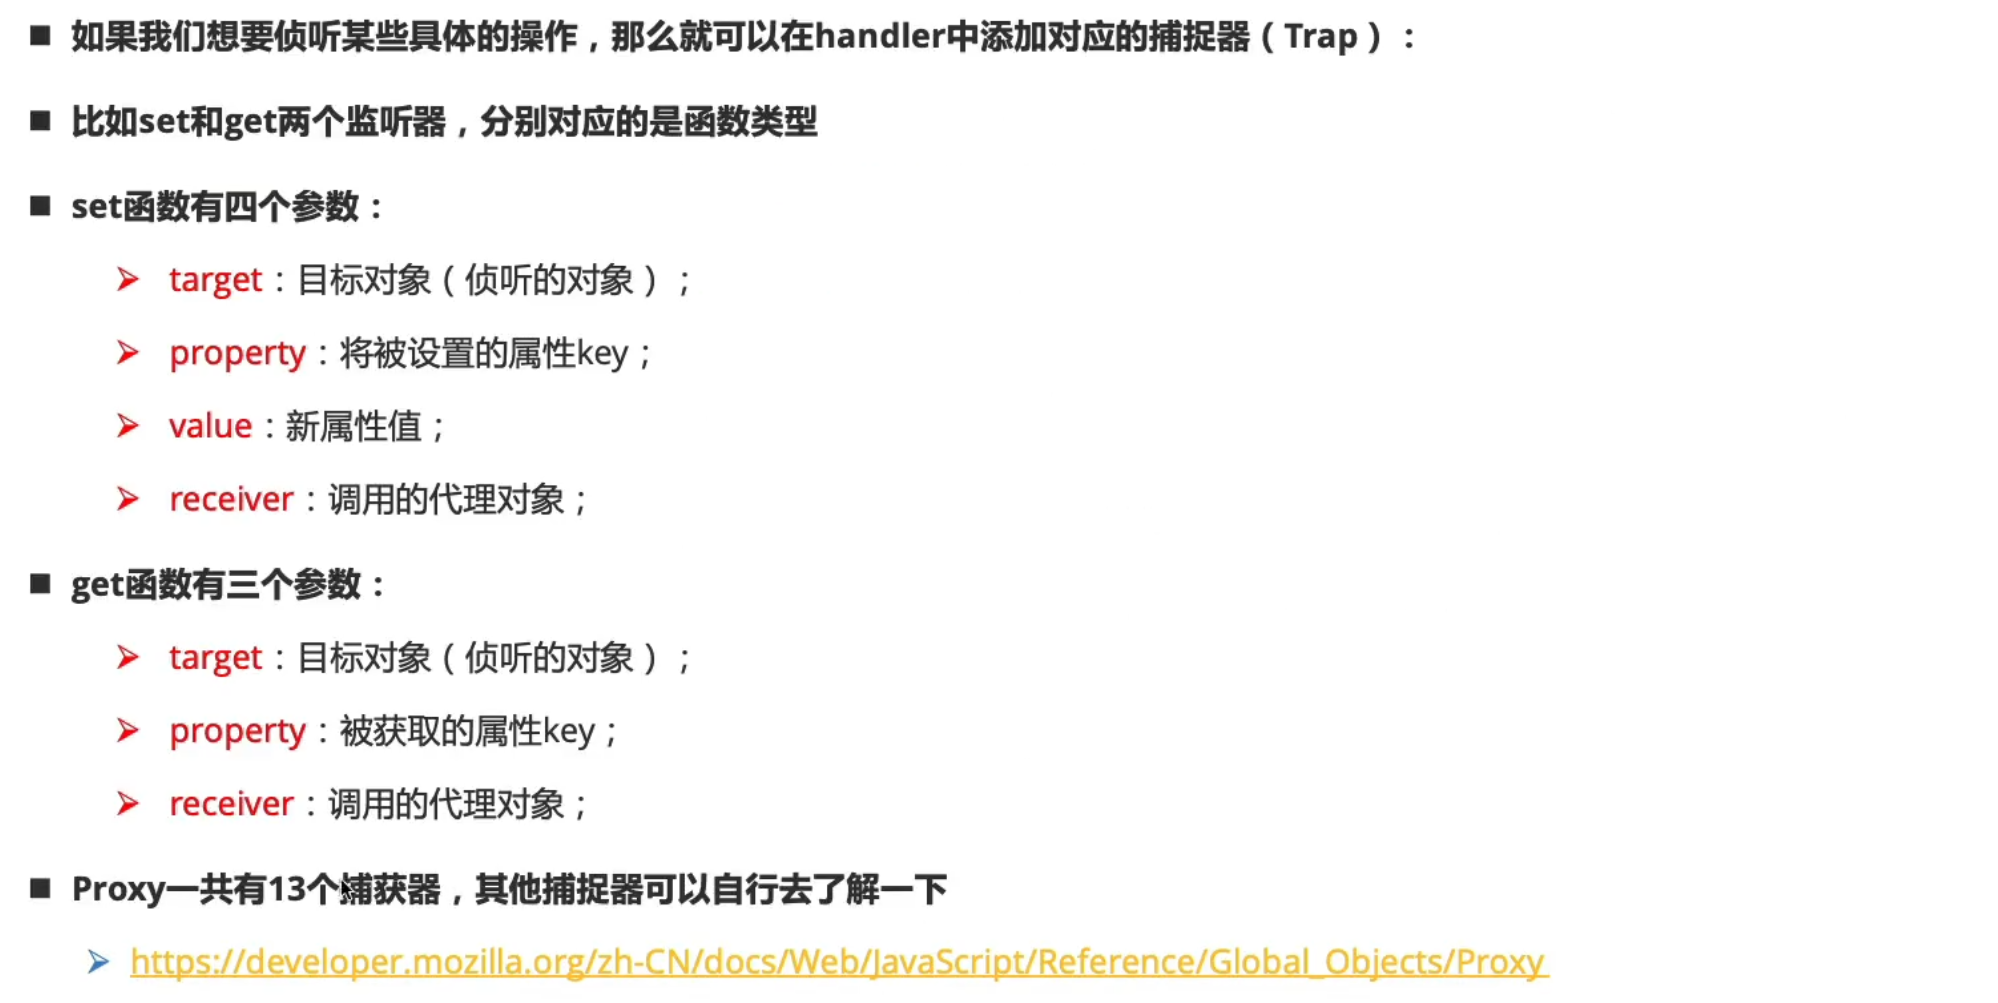 如果我们想要侦听某些具体的操作，那么就可以在handler中添加对应的捕捉器（Trap）：
比如set和get两个监听器，分别对应的是函数类型
set函数有四个参数：
target：目标对象（侦听的对象）；
property：将被设置的属性key；
value：新属性值；
receiver：调用的代理对象；
get函数有三个参数：
target：目标对象（侦听的对象）；
property：被获取的属性key；
receiver：调用的代理对象；
Proxy一共有13个捕获器，其他捕捉器可以自行去了解一下
https://developer.mozilla.org/zh-CN/docs/Web/JavaScript/Reference/Global_Objects/Proxy